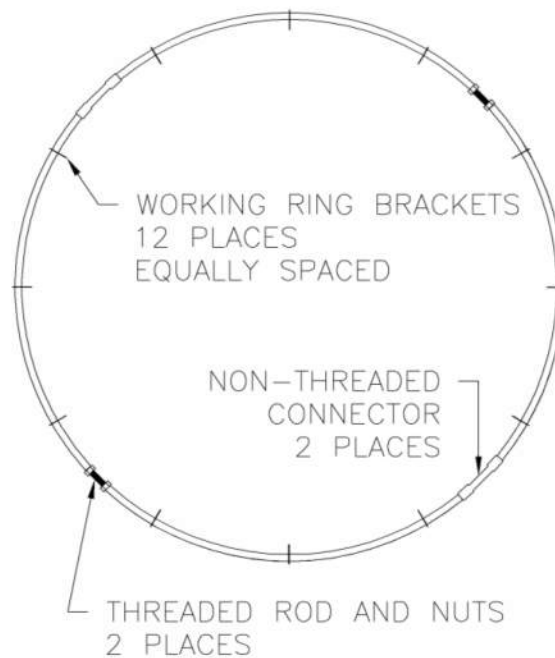 WORKING RING BRACKETS
12 PLACES
EQUALLY SPACED
NON-THREADED
CONNECTOR
2 PLACES
THREADED ROD AND NUTS
2 PLACES